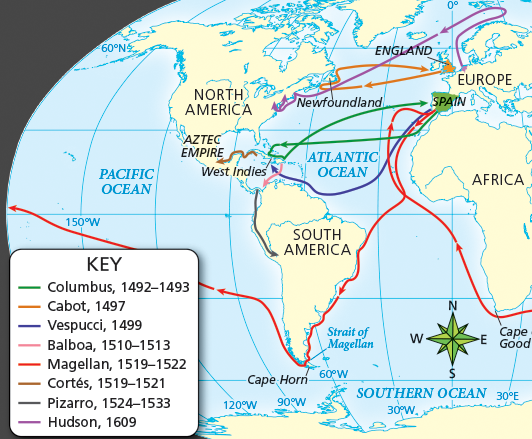 0°
60°N
ENGLAND
EUROPE
NORTH
AMERICA
Newfoundland
SPAIN
AZTEC
EMPIRE
West Indies
ATLANTIC
OCEAN
PACIFIC
OCEAN
AFRICA
150°W
SOUTH
AMERICA
KEY
Columbus, 1492–1493
Cabot, 1497
Vespucci, 1499
Balboa, 1510–1513
Magellan, 1519–1522
Cortés, 1519–1521
Pizarro, 1524–1533
Hudson, 1609
N
W
E
S
Cape
Good
Strait of
Magellan
Cape Horn
60°W
SOUTHERN OCEAN
120°W
90°W
30°W
30°E